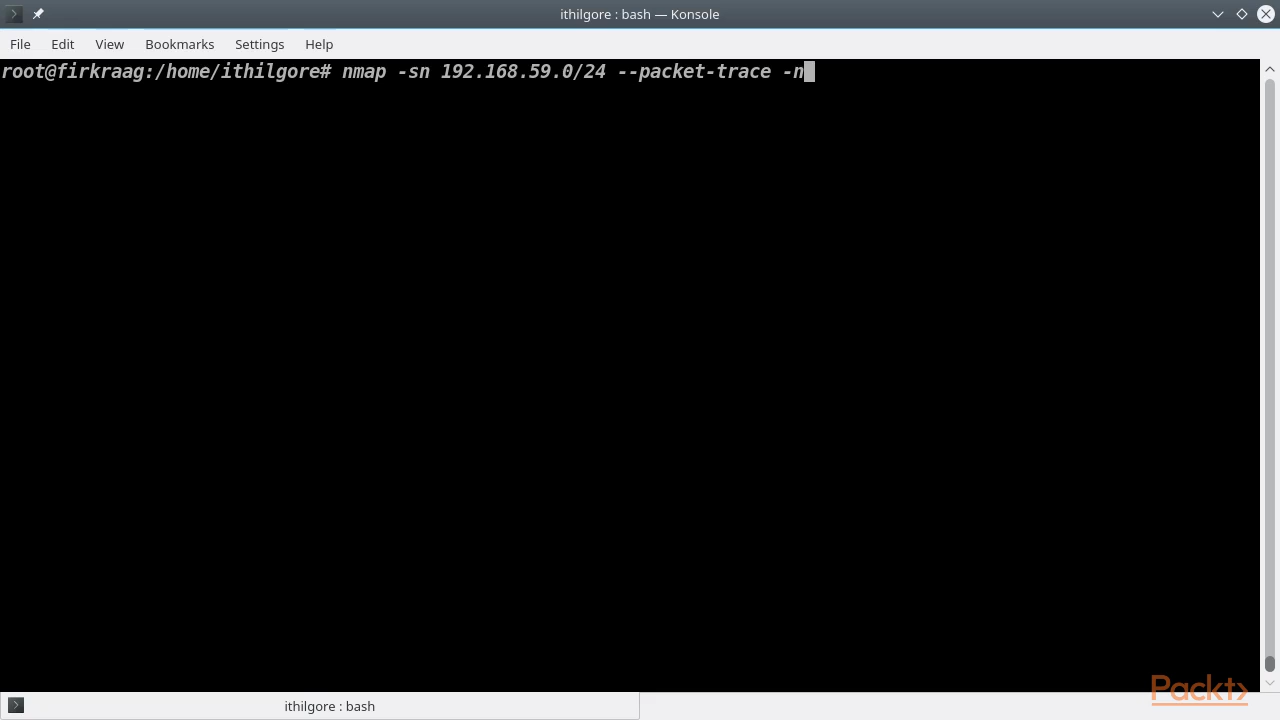 ithilgore : bash — Konsole
File Edit View Bookmarks Settings Help
root@firkraag:/home/ithilgore# nmap -sn 192.168.59.0/24 --packet-trace -n
Packt>
ithilgore : bash